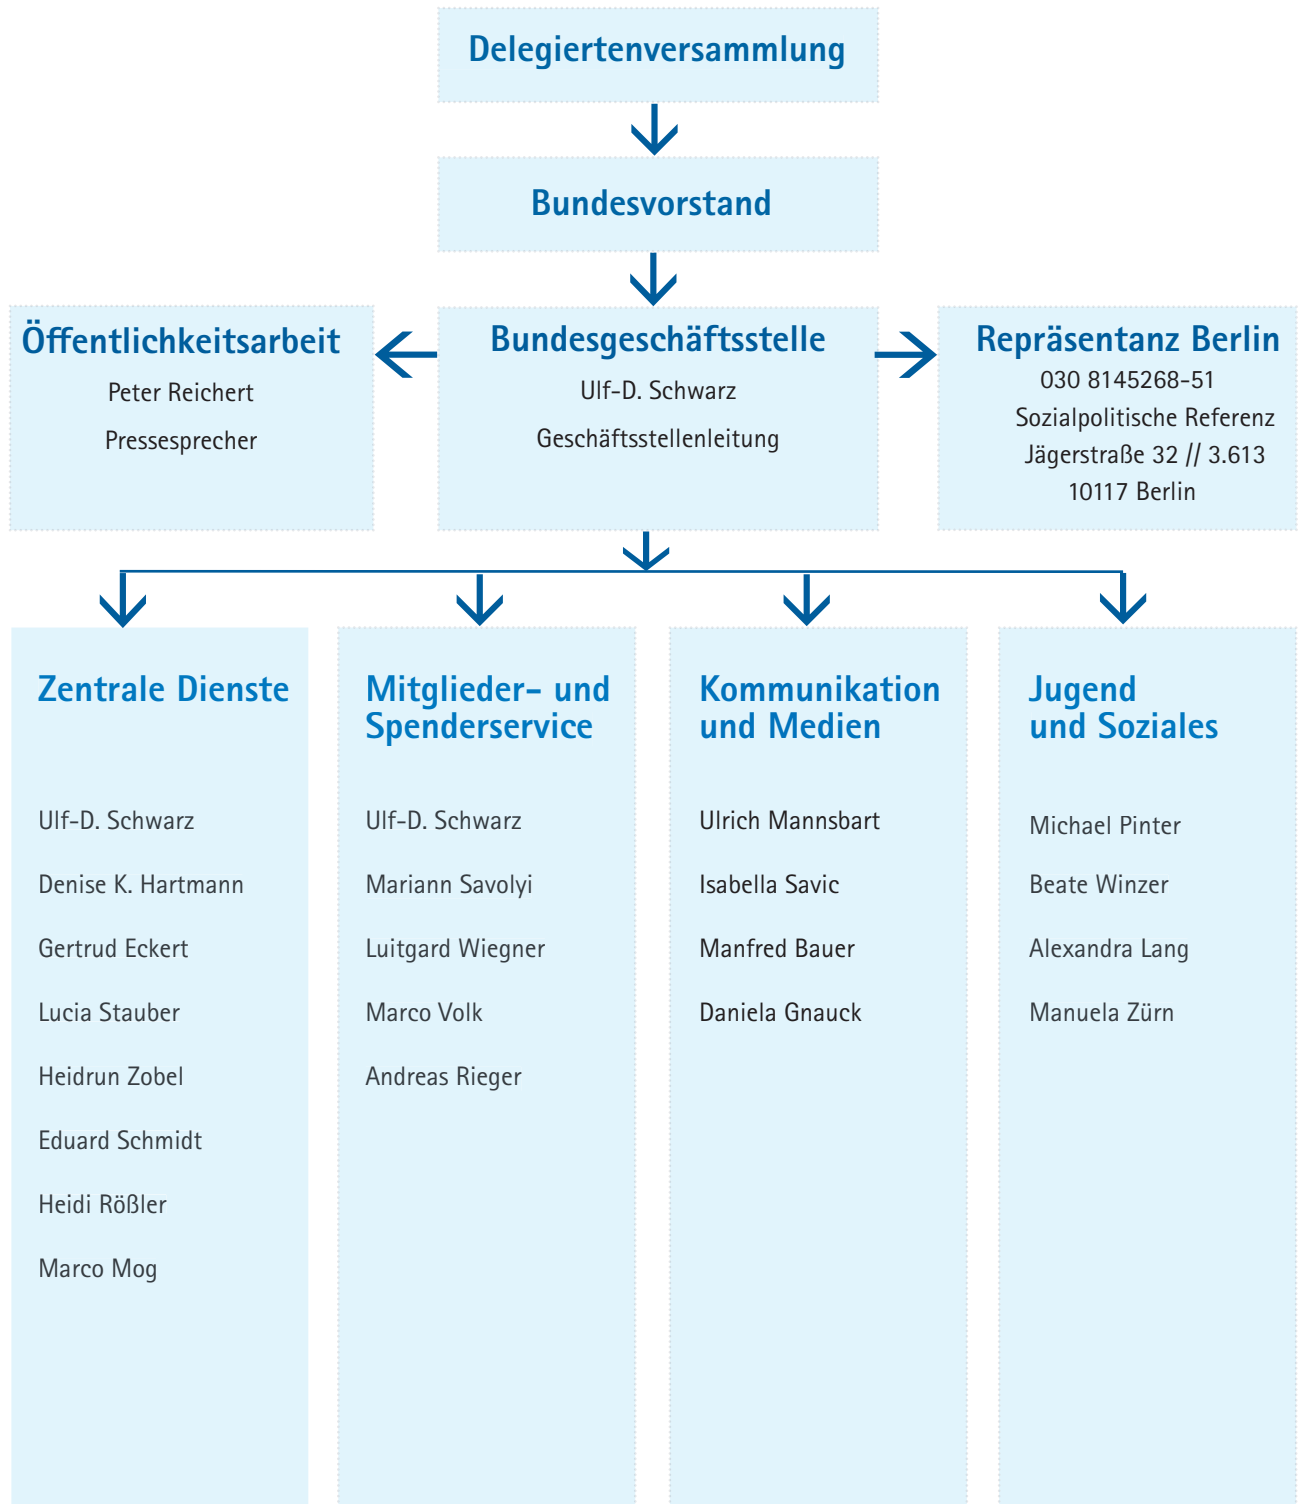 Delegiertenversammlung
Bundesvorstand
Öffentlichkeitsarbeit
Peter Reichert
Pressesprecher
Bundesgeschäftsstelle
Ulf-D. Schwarz
Geschäftsstellenleitung
Repräsentanz Berlin
030 8145268-51
Sozialpolitische Referenz
Jägerstraße 32 // 3.613
10117 Berlin
Zentrale Dienste
Ulf-D. Schwarz
Denise K. Hartmann
Gertrud Eckert
Lucia Stauber
Heidrun Zobel
Eduard Schmidt
Heidi Rößler
Marco Mog
Mitglieder- und
Spenderservice
Ulf-D. Schwarz
Mariann Savolyi
Luitgard Wiegner
Marco Volk
Andreas Rieger
Kommunikation
und Medien
Ulrich Mannsbart
Isabella Savic
Manfred Bauer
Daniela Gnauck
Jugend
und Soziales
Michael Pinter
Beate Winzer
Alexandra Lang
Manuela Zürn